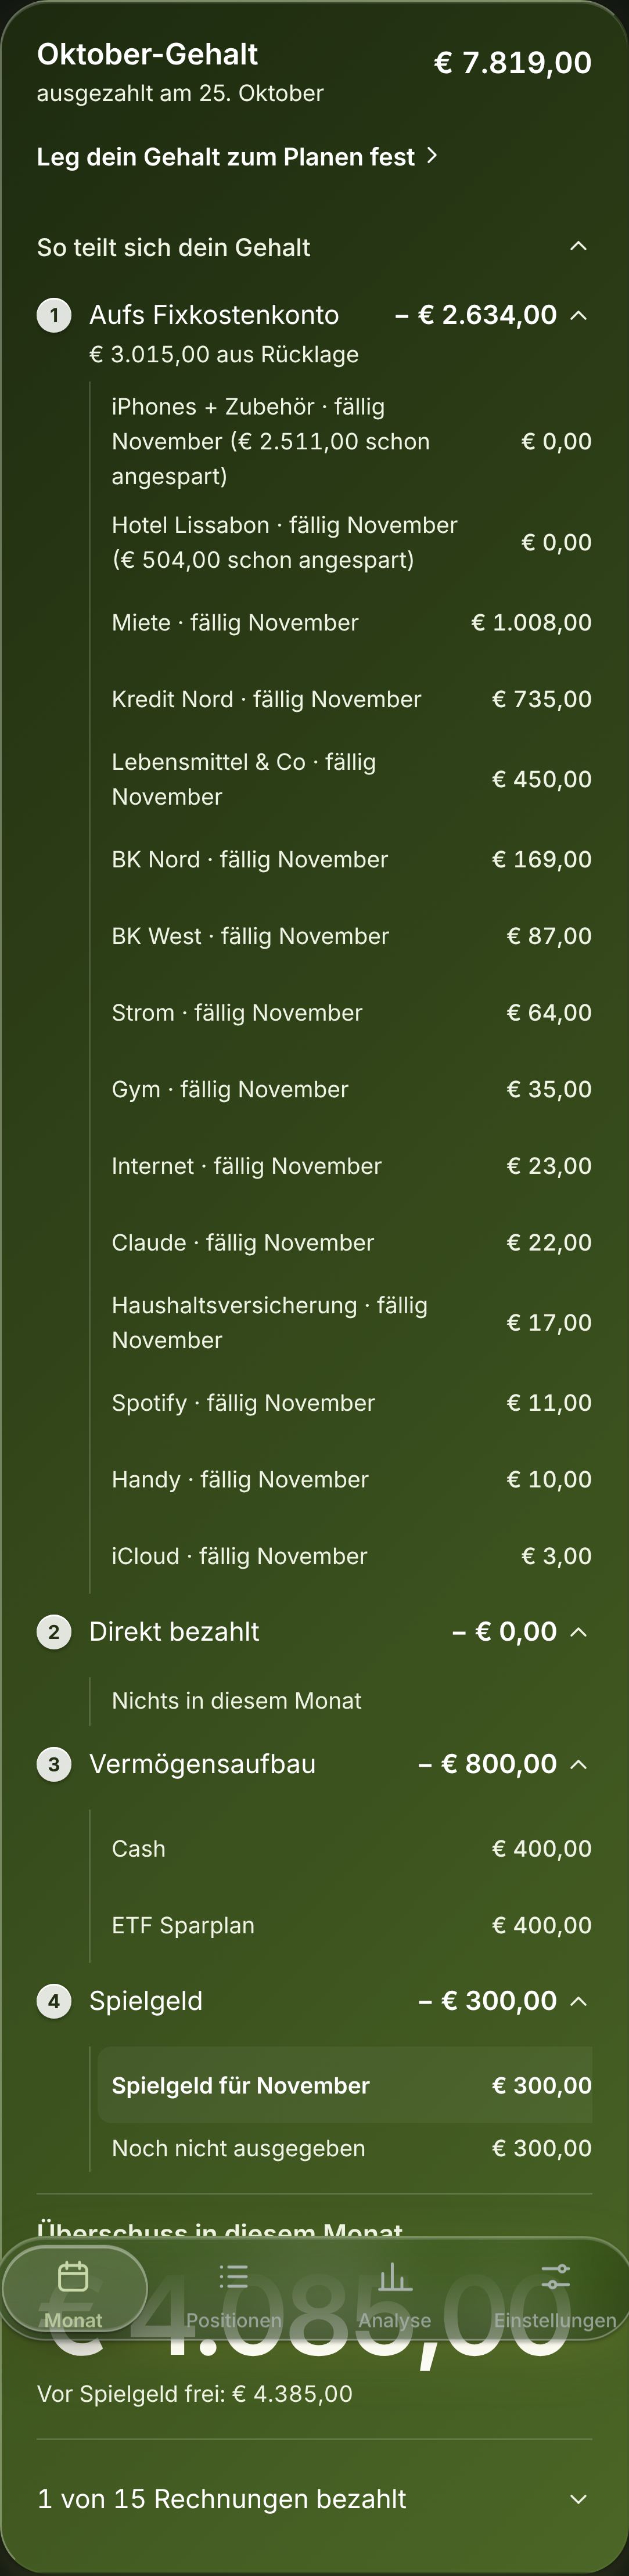 Oktober-Gehalt
€ 7.819,00
ausgezahlt am 25. Oktober
Leg dein Gehalt zum Planen fest
So teilt sich dein Gehalt
1 Aufs Fixkostenkonto – € 2.634,00
€ 3.015,00 aus Rücklage
iPhones + Zubehör · fällig
November (€ 2.511,00 schon
angespart)
€ 0,00
Hotel Lissabon · fällig November
(€ 504,00 schon angespart)
€ 0,00
Miete · fällig November € 1.008,00
Kredit Nord · fällig November € 735,00
Lebensmittel & Co · fällig
November
€ 450,00
BK Nord · fällig November € 169,00
BK West · fällig November € 87,00
Strom · fällig November € 64,00
Gym · fällig November € 35,00
Internet · fällig November € 23,00
Claude · fällig November € 22,00
Haushaltsversicherung · fällig
November
€ 17,00
Spotify · fällig November € 11,00
Handy · fällig November € 10,00
iCloud · fällig November € 3,00
2 Direkt bezahlt – € 0,00
Nichts in diesem Monat
3 Vermögensaufbau – € 800,00
Cash € 400,00
ETF Sparplan € 400,00
4 Spielgeld – € 300,00
Spielgeld für November € 300,00
Noch nicht ausgegeben € 300,00
Überschuss in diesem Monat
€ 4.085,00
Monat Positionen Analyse Einstellungen
Vor Spielgeld frei: € 4.385,00
1 von 15 Rechnungen bezahlt